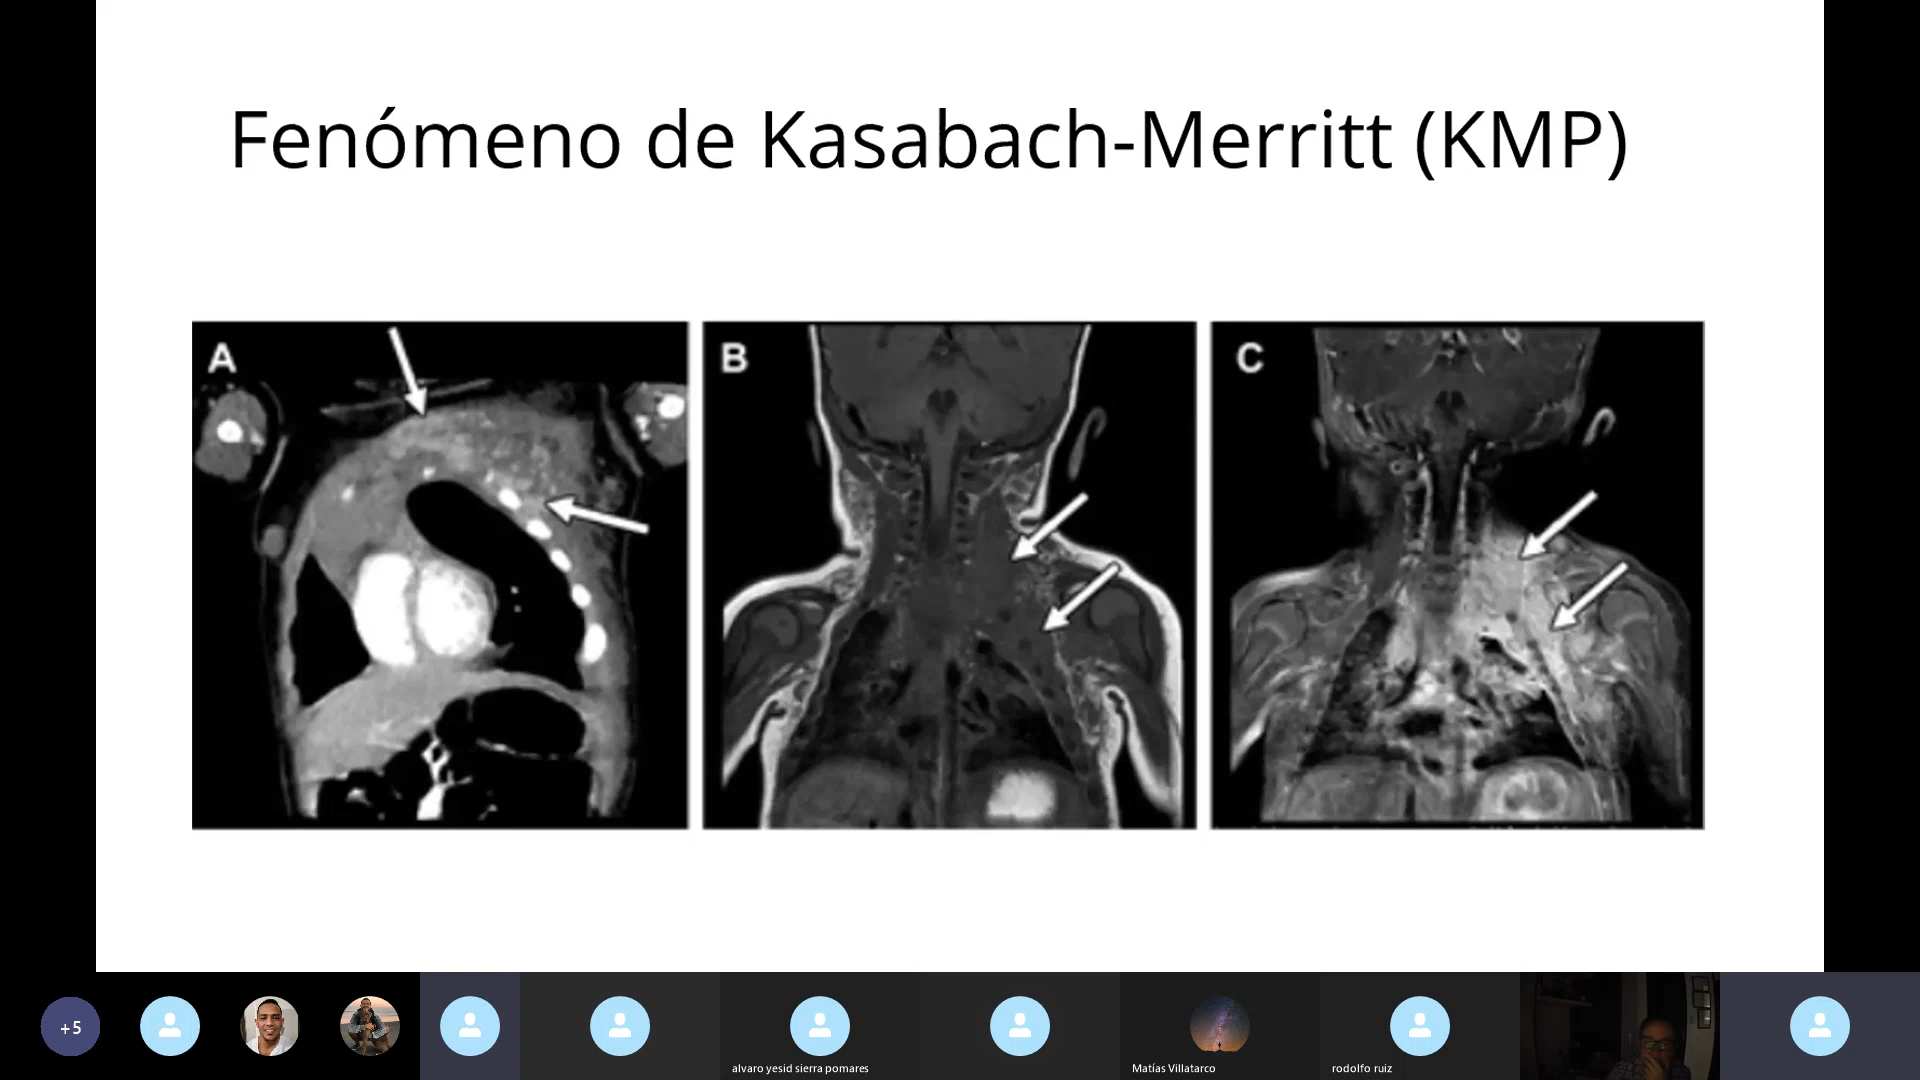 Fenómeno de Kasabach-Merritt (KMP)
A
B
C
+5
alvaro yesid sierra pomares
Matías Villatarco
rodolfo ruiz